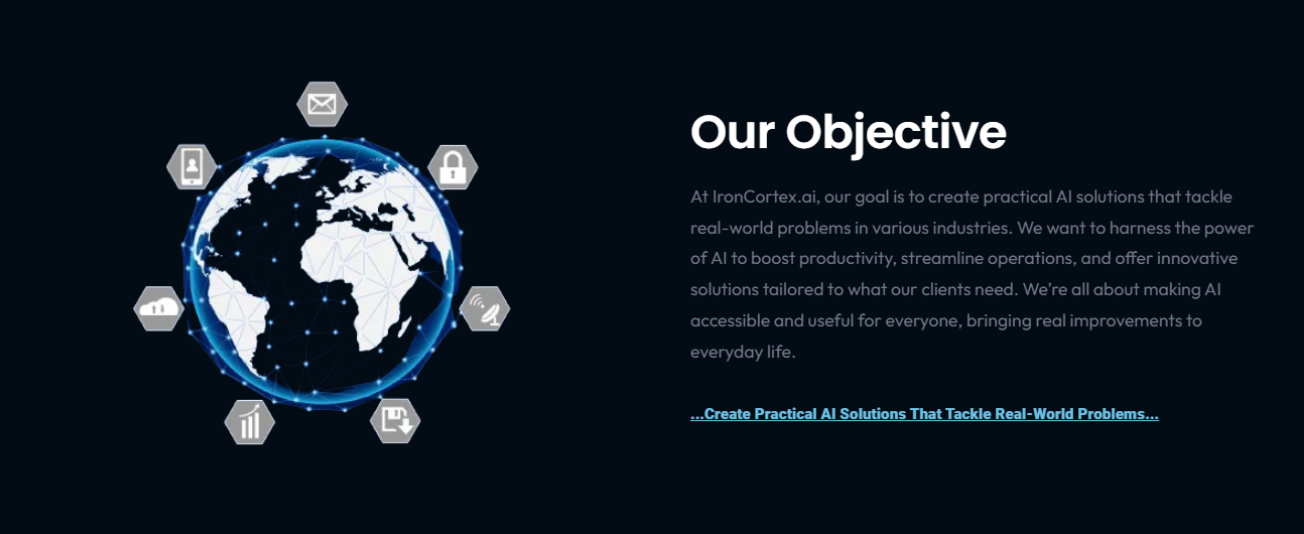 Our Objective
At IronCortex.ai, our goal is to create practical AI solutions that tackle
real-world problems in various industries. We want to harness the power
of AI to boost productivity, streamline operations, and offer innovative
solutions tailored to what our clients need. We're all about making AI
accessible and useful for everyone, bringing real improvements to
everyday life.
...Create Practical AI Solutions That Tackle Real-World Problems...